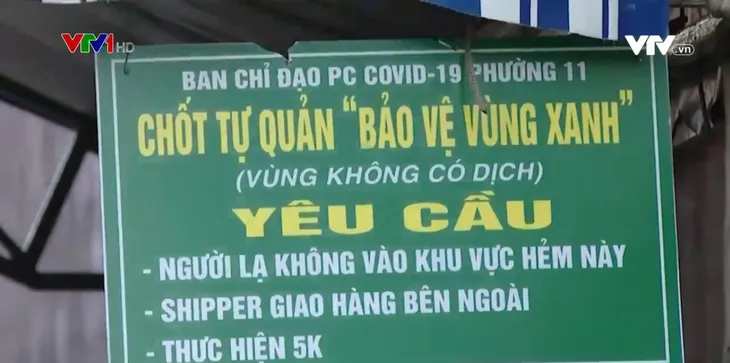 VTV1 HD
VTV.vn
BAN CHỈ ĐẠO PC COVID-19 PHƯỜNG 11
CHỐT TỰ QUẢN "BẢO VỆ VÙNG XANH"
(VÙNG KHÔNG CÓ DỊCH)
YÊU CẦU
- NGƯỜI LẠ KHÔNG VÀO KHU VỰC HẺM NÀY
- SHIPPER GIAO HÀNG BÊN NGOÀI
- THỰC HIỆN 5K